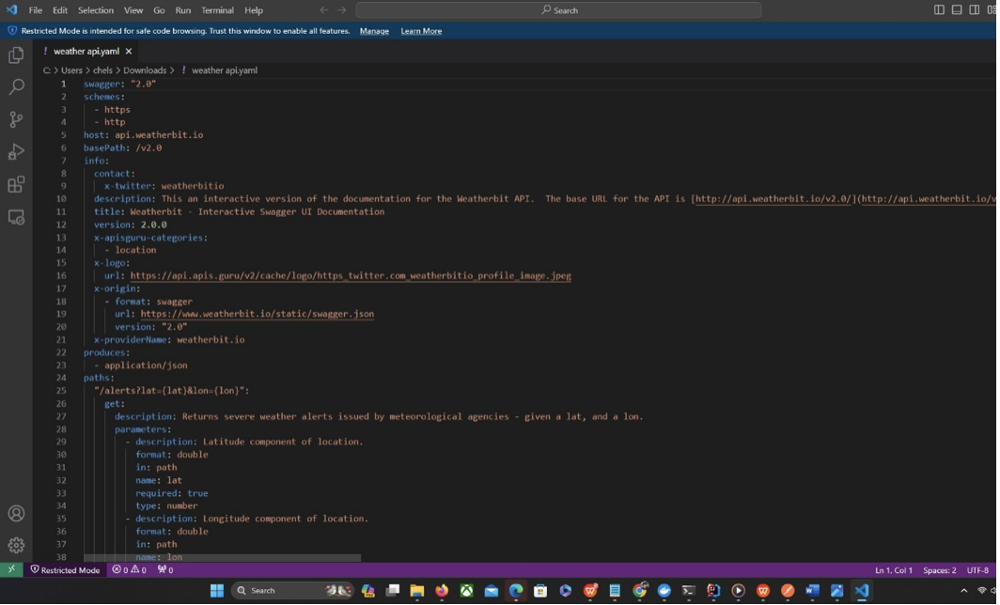 File Edit Selection View Go Run Terminal Help Search
Restricted Mode is intended for safe code browsing. Trust this window to enable all features. Manage Learn More
! weather api.yaml ×
C: > Users > chels > Downloads > ! weather api.yaml
1 swagger: "2.0"
2 schemes:
3 - https
4 - http
5 host: api.weatherbit.io
6 basePath: /v2.0
7 info:
8 contact:
9 x-twitter: weatherbitio
10 description: This an interactive version of the documentation for the Weatherbit API.  The base URL for the API is [http://api.weatherbit.io/v2.0/](http://api.weatherbit.io/v
11 title: Weatherbit - Interactive Swagger UI Documentation
12 version: 2.0.0
13 x-apisguru-categories:
14 - location
15 x-logo:
16 url: https://api.apis.guru/v2/cache/logo/https_twitter.com_weatherbitio_profile_image.jpeg
17 x-origin:
18 - format: swagger
19 url: https://www.weatherbit.io/static/swagger.json
20 version: "2.0"
21 x-providerName: weatherbit.io
22 produces:
23 - application/json
24 paths:
25 "/alerts?lat={lat}&lon={lon}":
26 get:
27 description: Returns severe weather alerts issued by meteorological agencies - given a lat, and a lon.
28 parameters:
29 - description: Latitude component of location.
30 format: double
31 in: path
32 name: lat
33 required: true
34 type: number
35 - description: Longitude component of location.
36 format: double
37 in: path
38 name: lon
Restricted Mode 0 0 0 Ln 1, Col 1 Spaces: 2 UTF-8
Search